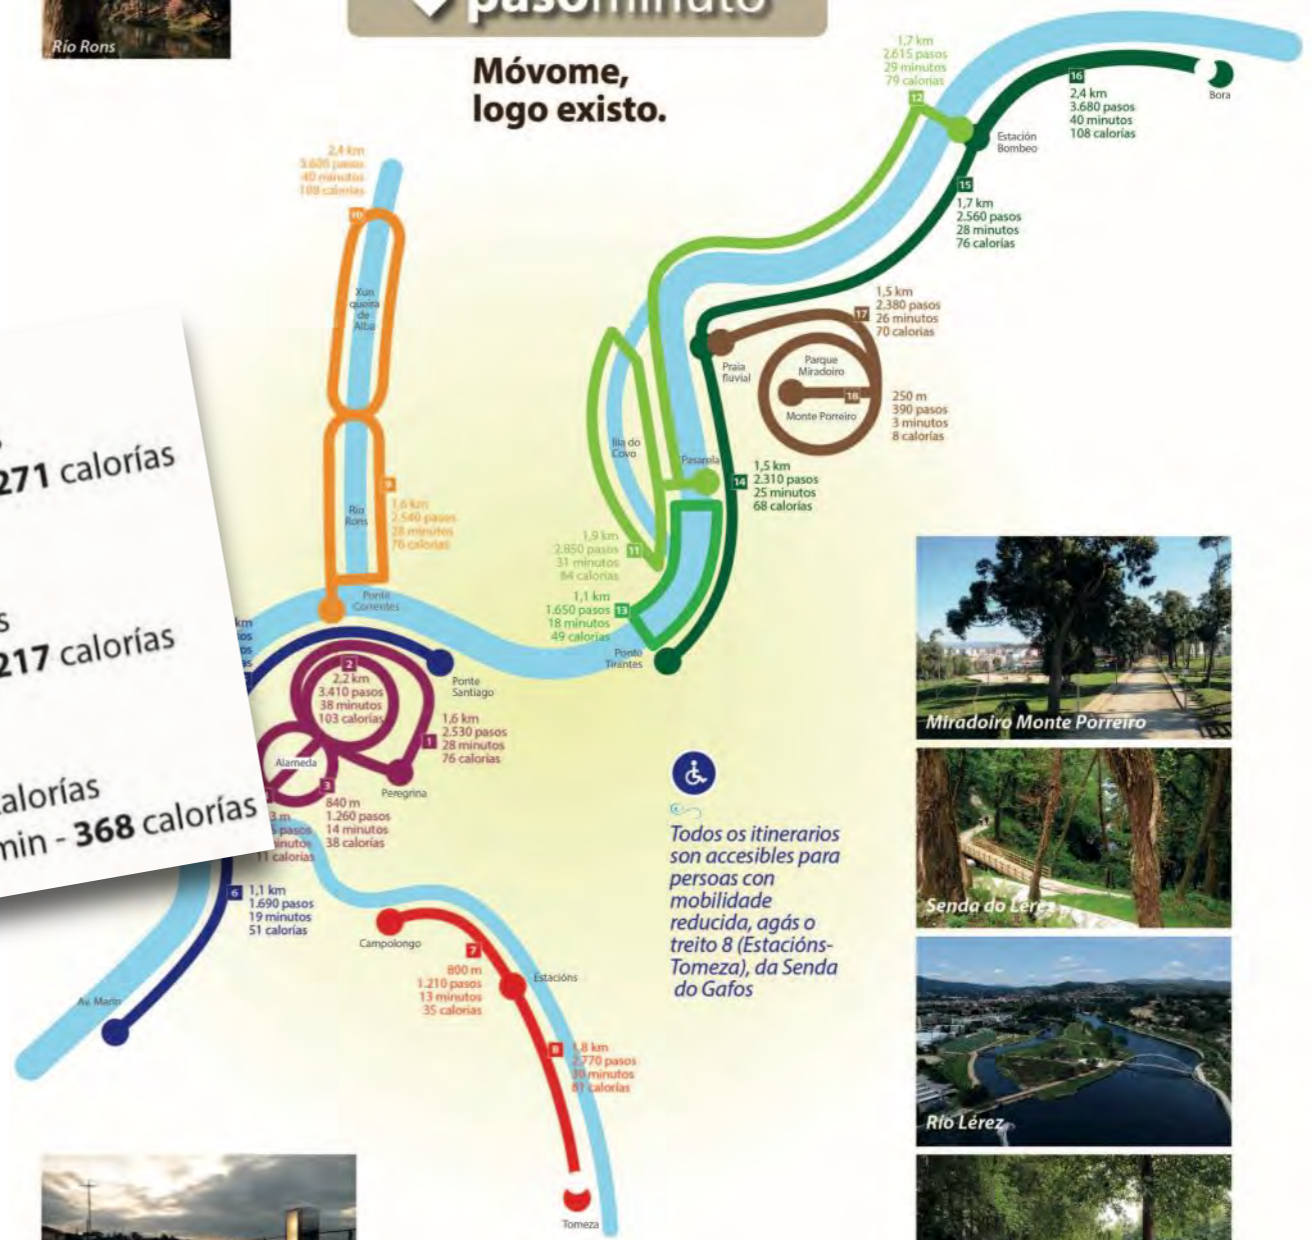 Río Rons
pasominuto
Móvome,
logo existo.
1,7 km
2.615 pasos
29 minutos
79 calorías
12
16
2,4 km
3.680 pasos
40 minutos
108 calorías
Bora
Estación
Bombeo
15
1,7 km
2.560 pasos
28 minutos
76 calorías
2,4 km
40 minutos
108 calorías
10
Xun
queira
de
Alba
17
1,5 km
2.380 pasos
26 minutos
70 calorías
Praia
fluvial
Parque
Miradoiro
18
Monte Porreiro
250 m
390 pasos
3 minutos
8 calorías
Illa do
Covo
Pasarela
14
1,5 km
2.310 pasos
25 minutos
68 calorías
9
Río
Rons
1,6 km
2.540 pasos
28 minutos
76 calorías
1,9 km
2.850 pasos
31 minutos
84 calorías
11
1,1 km
1.650 pasos
18 minutos
49 calorías
13
Ponte
Tirantes
Ponte
Correntes
271 calorías
217 calorías
alorías
min - 368 calorías
km
Ponte
Santiago
2
2,2 km
3.410 pasos
38 minutos
103 calorías
1
1,6 km
2.530 pasos
28 minutos
76 calorías
Alameda
3
Peregrina
840 m
1.260 pasos
14 minutos
38 calorías
3 m
pasos
minutos
11 calorías
6
1,1 km
1.690 pasos
19 minutos
51 calorías
Av. Marín
Campolongo
7
800 m
1.210 pasos
13 minutos
35 calorías
Estacións
8
1,8 km
2.770 pasos
30 minutos
81 calorías
Tomeza
Todos os itinerarios
son accesibles para
persoas con
mobilidade
reducida, agás o
treito 8 (Estacións-
Tomeza), da Senda
do Gafos
Miradoiro Monte Porreiro
Senda do Lérez
Río Lérez